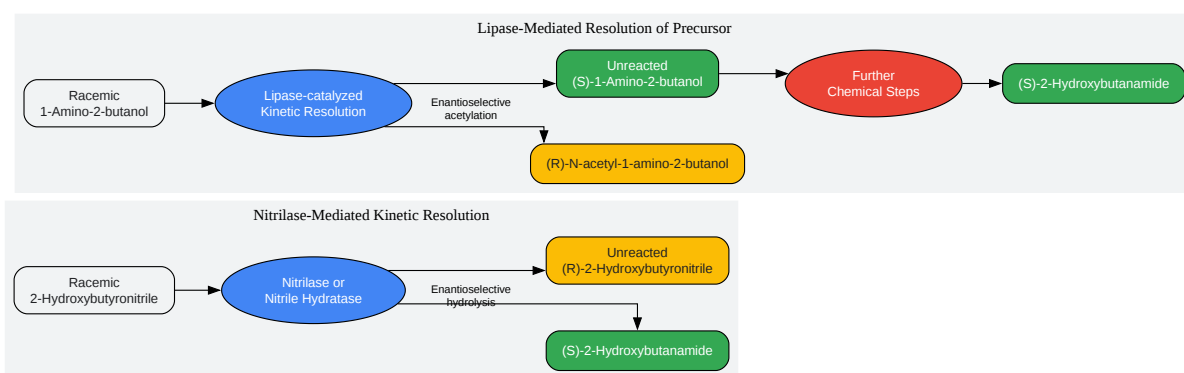 Lipase-Mediated Resolution of Precursor
Racemic
1-Amino-2-butanol
Lipase-catalyzed
Kinetic Resolution
Enantioselective
acetylation
Unreacted
(S)-1-Amino-2-butanol
(R)-N-acetyl-1-amino-2-butanol
Further
Chemical Steps
(S)-2-Hydroxybutanamide
Nitrilase-Mediated Kinetic Resolution
Racemic
2-Hydroxybutyronitrile
Nitrilase or
Nitrile Hydratase
Enantioselective
hydrolysis
Unreacted
(R)-2-Hydroxybutyronitrile
(S)-2-Hydroxybutanamide